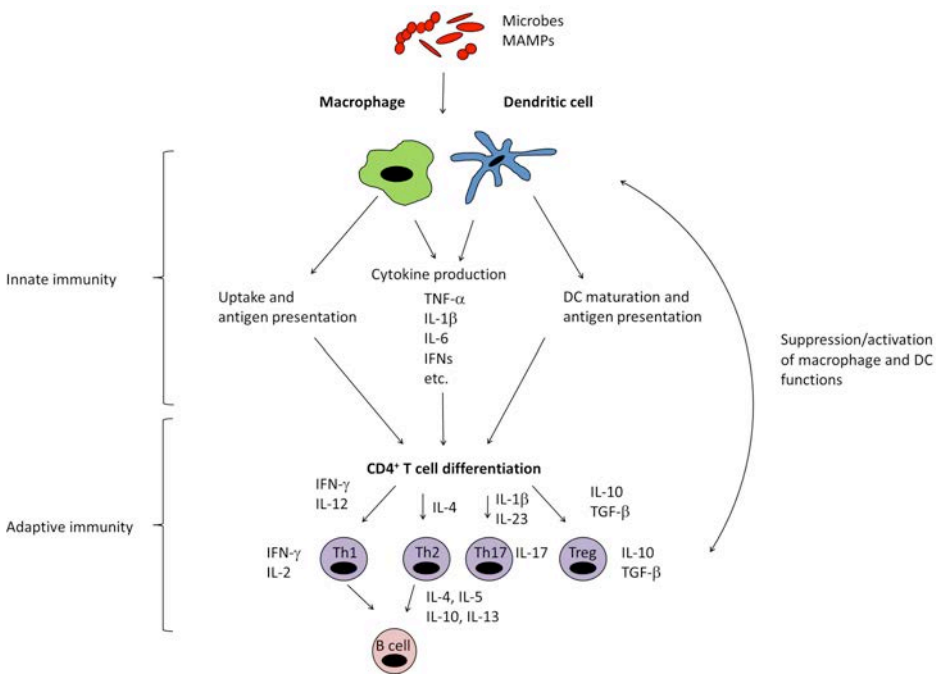 Microbes
MAMPs
Macrophage
Dendritic cell
Innate immunity
Cytokine production
TNF-α
IL-1β
IL-6
IFNs
etc.
Uptake and
antigen presentation
DC maturation and
antigen presentation
Suppression/activation
of macrophage and DC
functions
Adaptive immunity
CD4⁺ T cell differentiation
IFN-γ
IL-12
IL-4
IL-1β
IL-23
IL-10
TGF-β
IFN-γ
IL-2
Th1
Th2
Th17
IL-17
Treg
IL-10
TGF-β
IL-4, IL-5
IL-10, IL-13
B cell